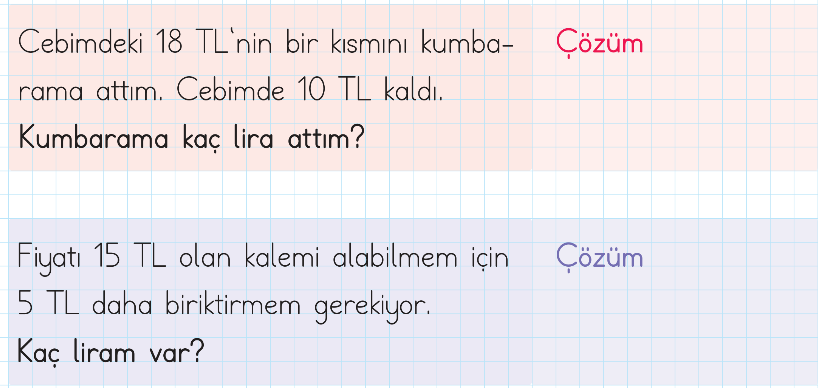 Cebimdeki 18 TL'nin bir kısmını kumba-
rama attım. Cebimde 10 TL kaldı.
Kumbarama kaç lira attım?
Çözüm
Fiyatı 15 TL olan kalemi alabilmem için
5 TL daha biriktirmem gerekiyor.
Kaç liram var?
Çözüm